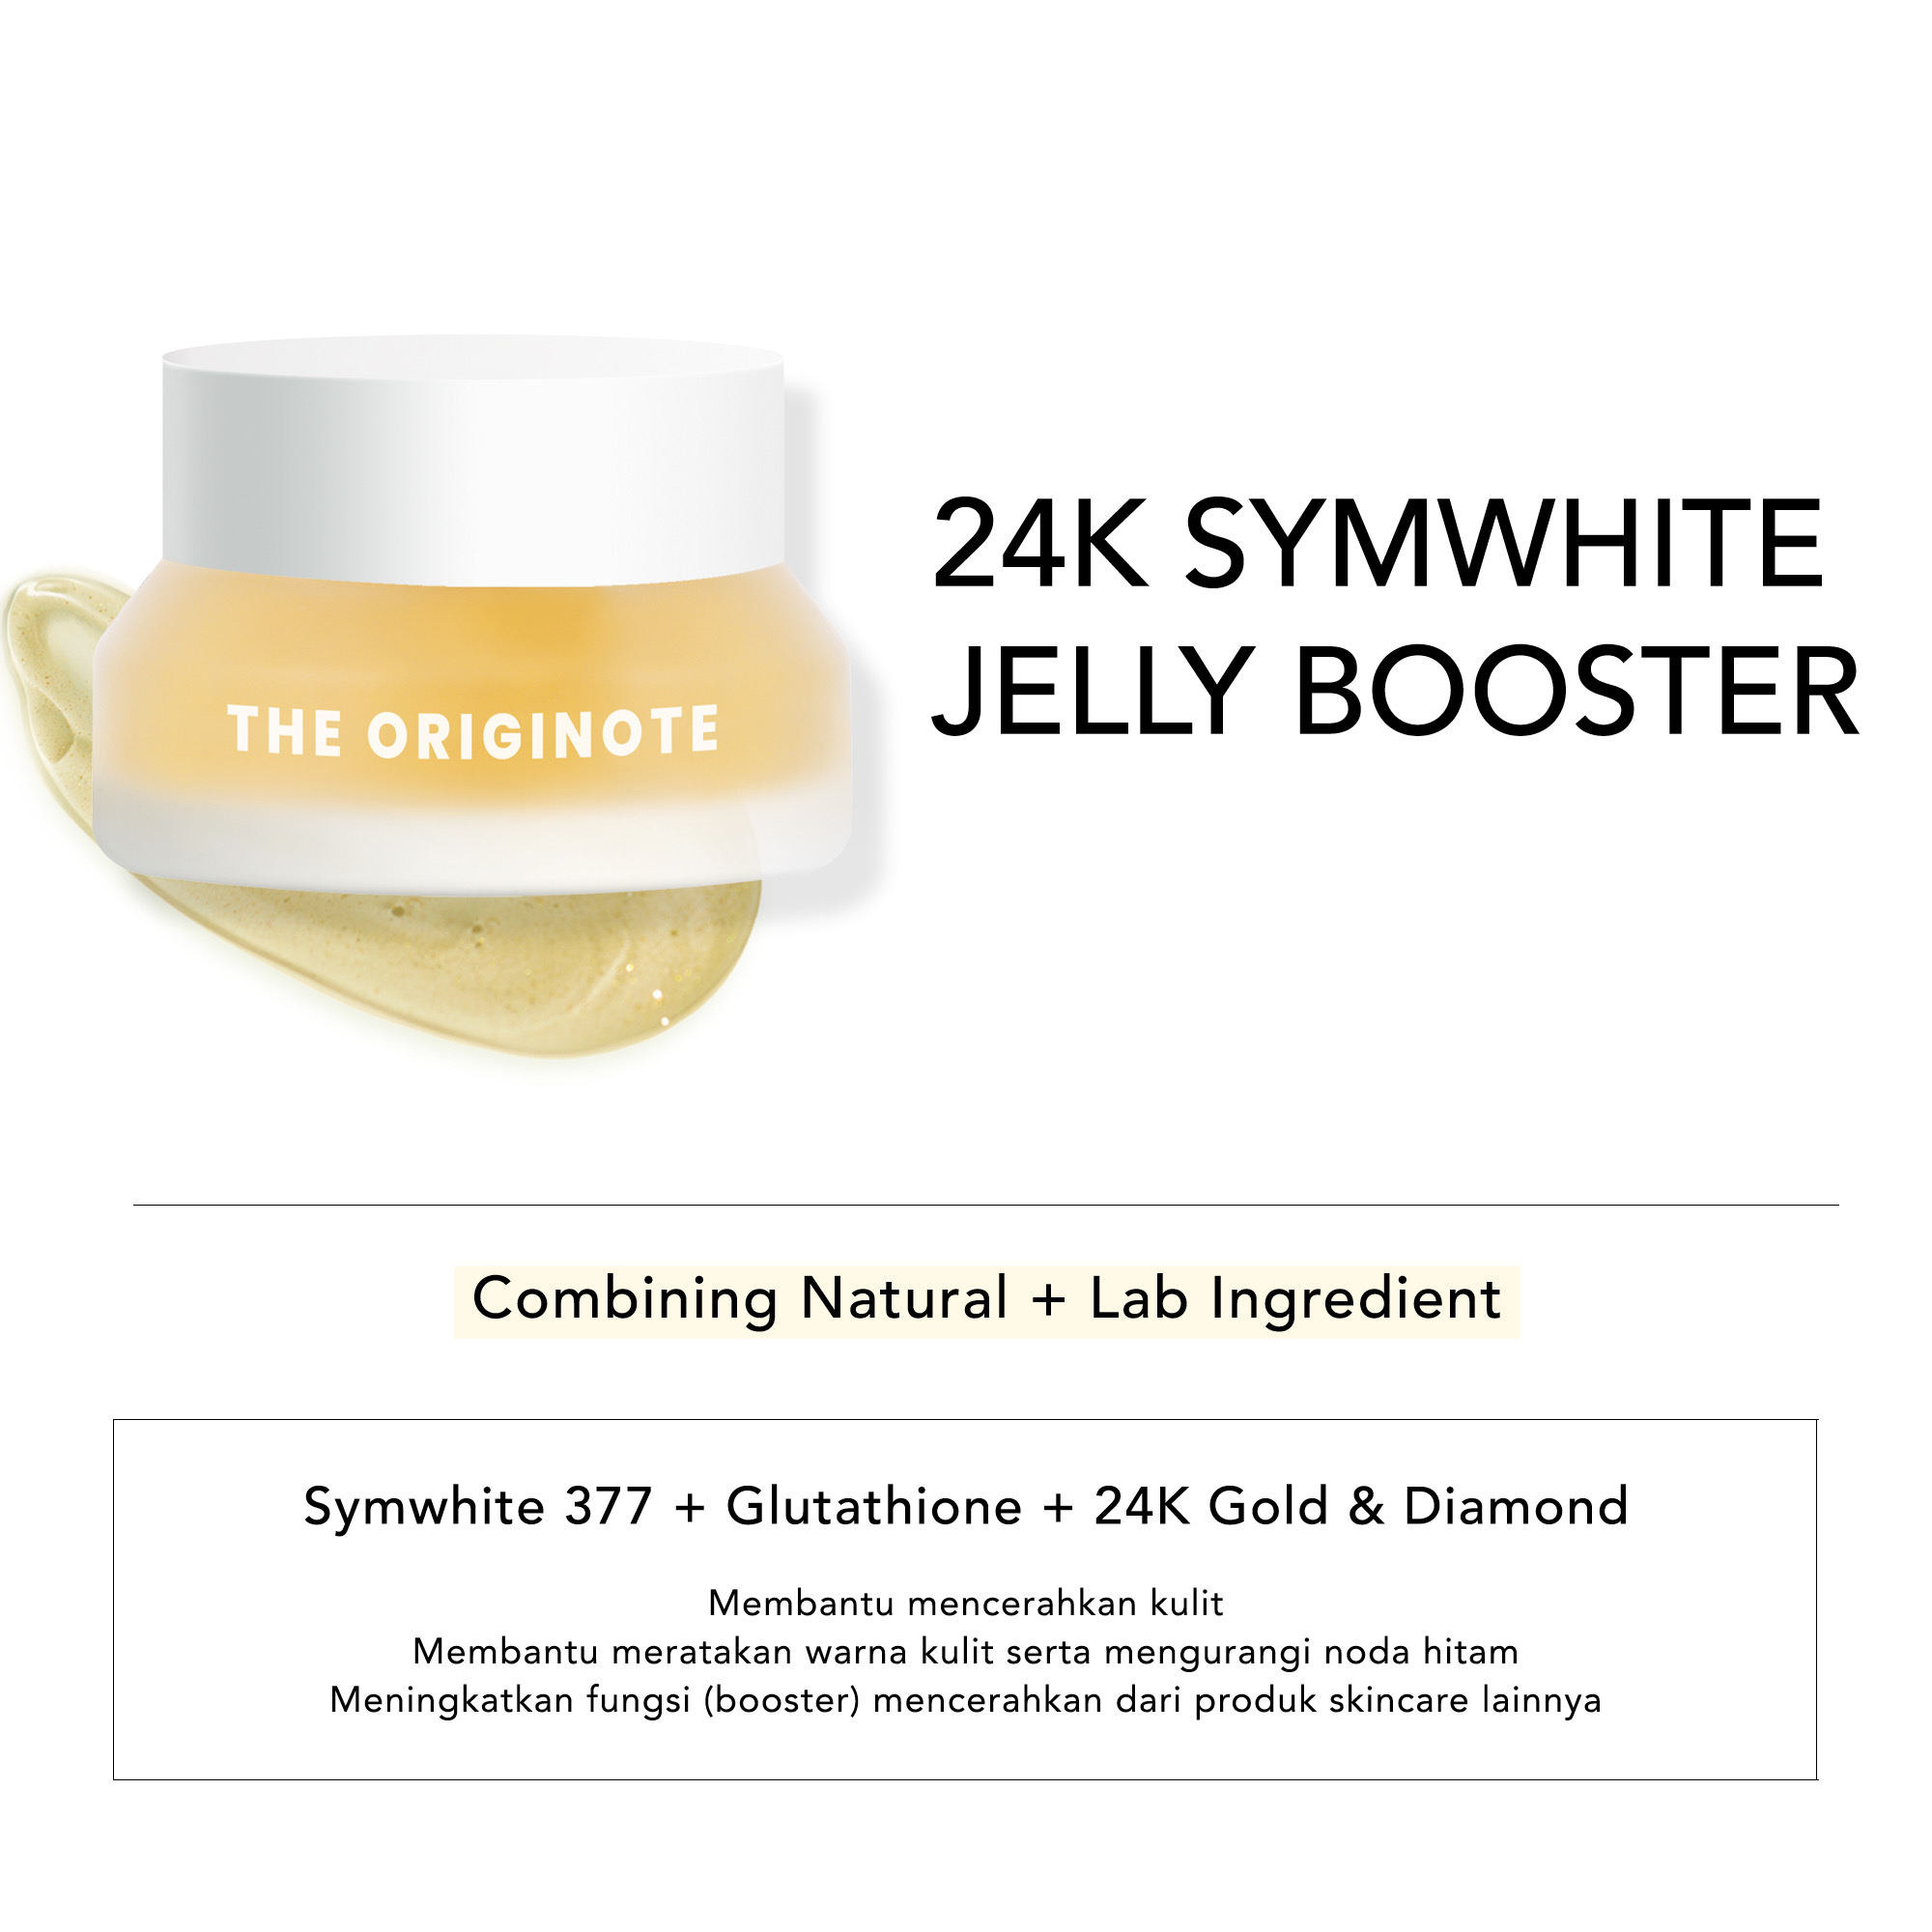 THE ORIGINOTE
24K SYMWHITE
JELLY BOOSTER
Combining Natural + Lab Ingredient
Symwhite 377 + Glutathione + 24K Gold & Diamond
Membantu mencerahkan kulit
Membantu meratakan warna kulit serta mengurangi noda hitam
Meningkatkan fungsi (booster) mencerahkan dari produk skincare lainnya